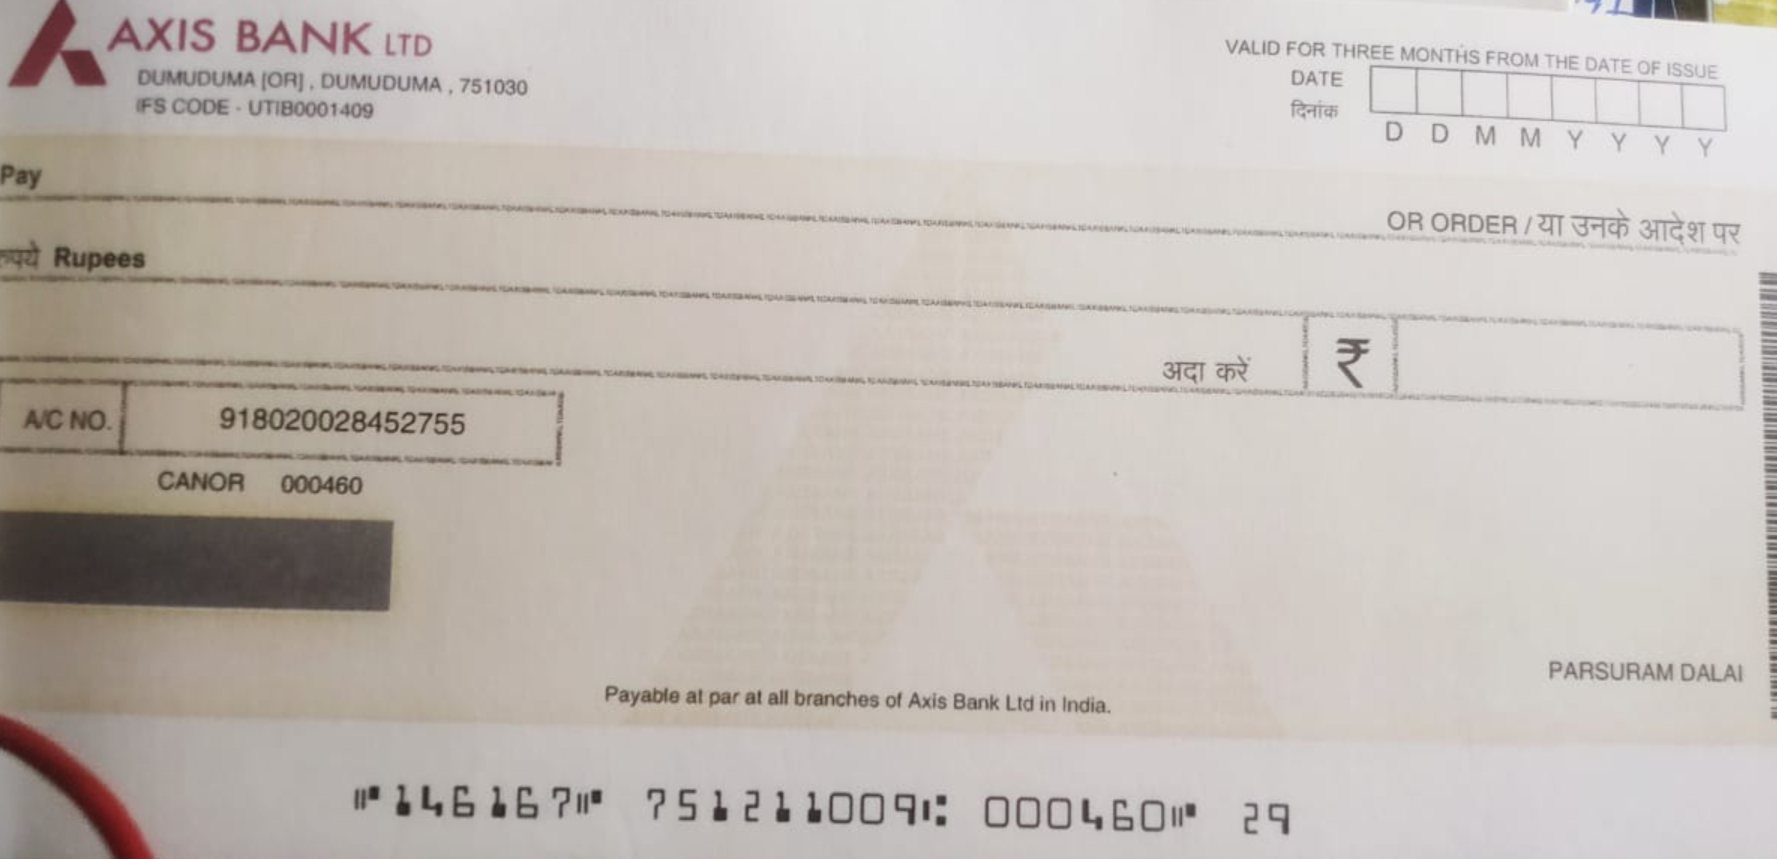 AXIS BANK LTD
DUMUDUMA [OR] , DUMUDUMA , 751030
IFS CODE - UTIB0001409
VALID FOR THREE MONTHS FROM THE DATE OF ISSUE
DATE
दिनांक
D D M M Y Y Y Y
Pay
OR ORDER / या उनके आदेश पर
रुपये Rupees
अदा करें ₹
A/C NO. 918020028452755
CANOR 000460
PARSURAM DALAI
Payable at par at all branches of Axis Bank Ltd in India.
⑈146167⑈ 751211009⑆ 000460⑈ 29